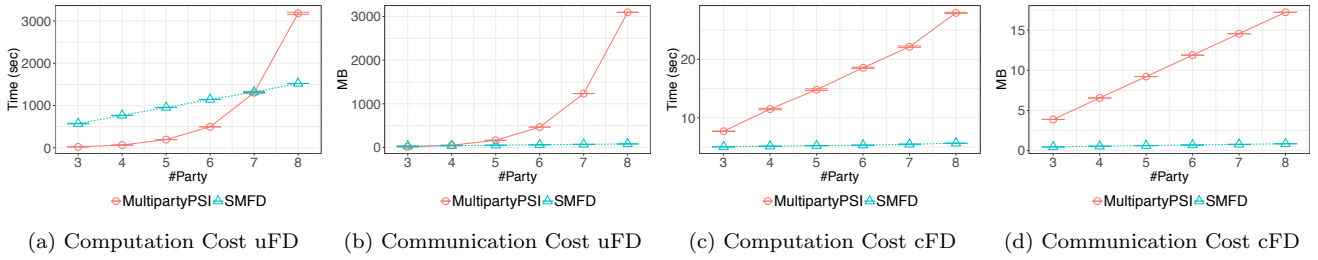 Time (sec)
3000
2000
1000
0
3 4 5 6 7 8
#Party
MultipartyPSI SMFD
(a) Computation Cost uFD
MB
3000
2000
1000
0
3 4 5 6 7 8
#Party
MultipartyPSI SMFD
(b) Communication Cost uFD
Time (sec)
20
10
3 4 5 6 7 8
#Party
MultipartyPSI SMFD
(c) Computation Cost cFD
MB
15
10
5
0
3 4 5 6 7 8
#Party
MultipartyPSI SMFD
(d) Communication Cost cFD